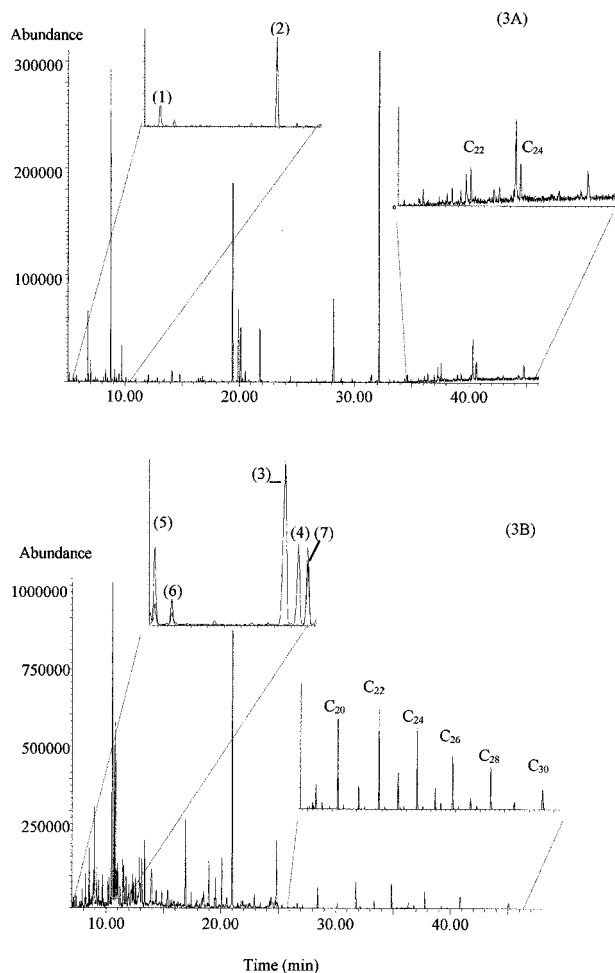 (3A)
Abundance
(2)
(1)
300000
200000
100000
C₂₂
C₂₄
0
10.00
20.00
30.00
40.00
(3B)
Abundance
(3)
(5)
(4)
(7)
(6)
1000000
750000
500000
250000
C₂₀
C₂₂
C₂₄
C₂₆
C₂₈
C₃₀
10.00
20.00
30.00
40.00
Time (min)